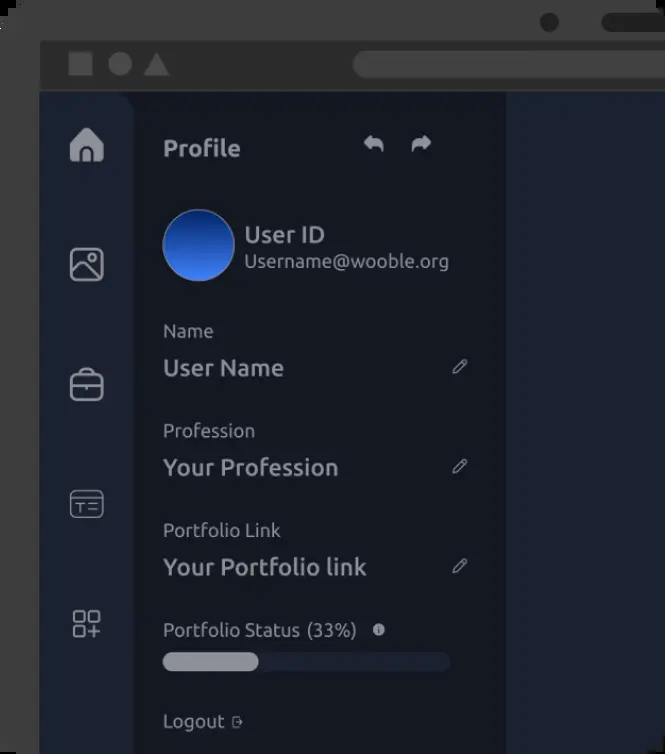 Profile
User ID
Username@wooble.org
Name
User Name
Profession
Your Profession
Portfolio Link
Your Portfolio link
Portfolio Status (33%)
Logout